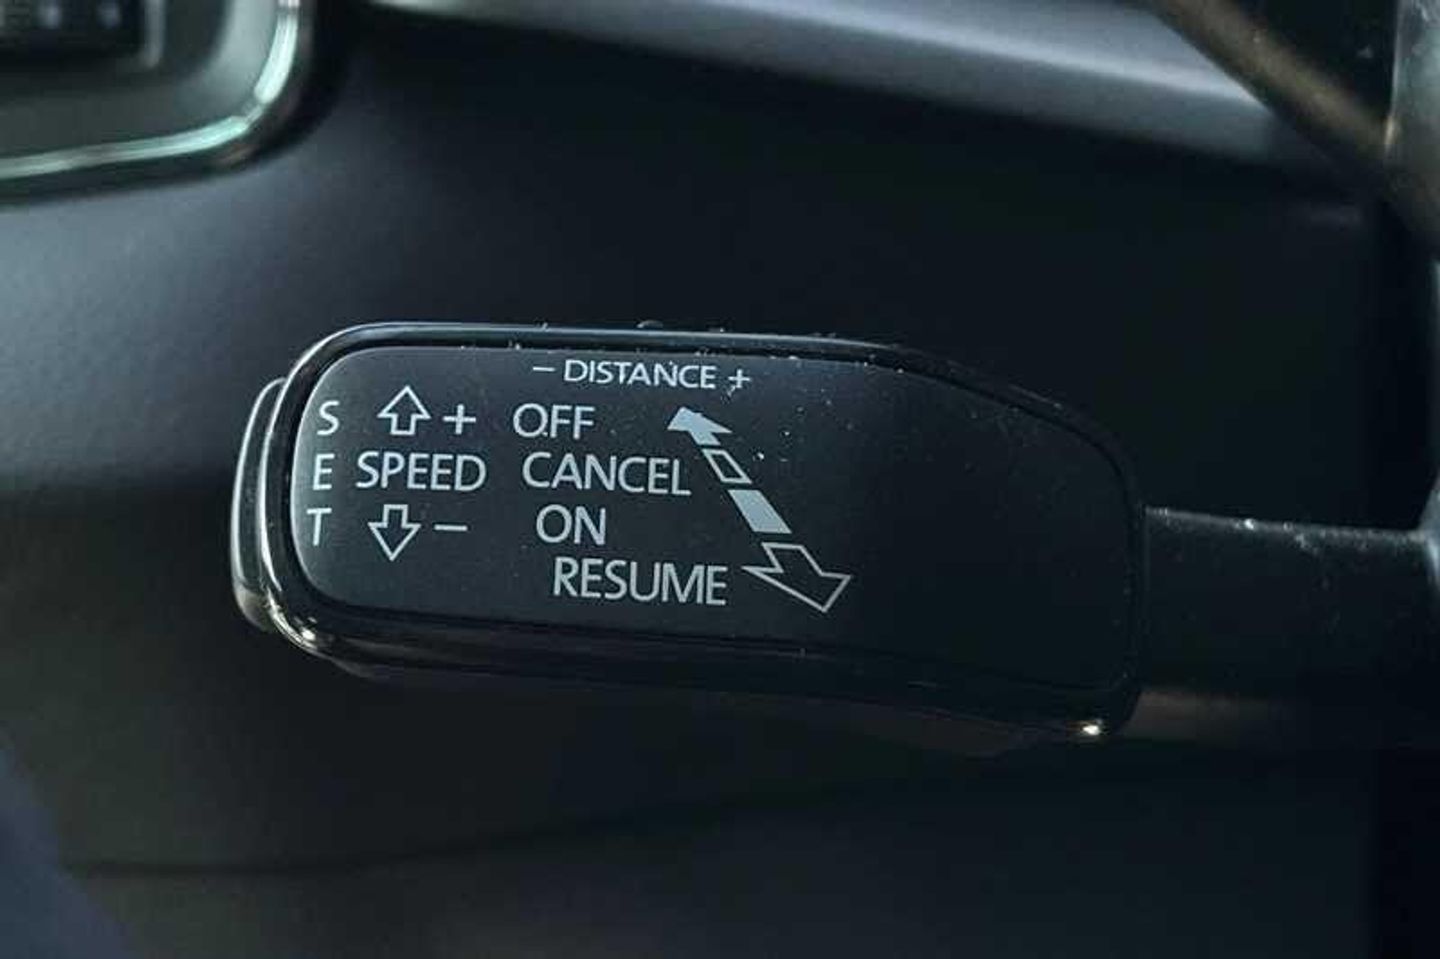 − DISTANCE +
S + OFF
E SPEED CANCEL
T − ON
RESUME